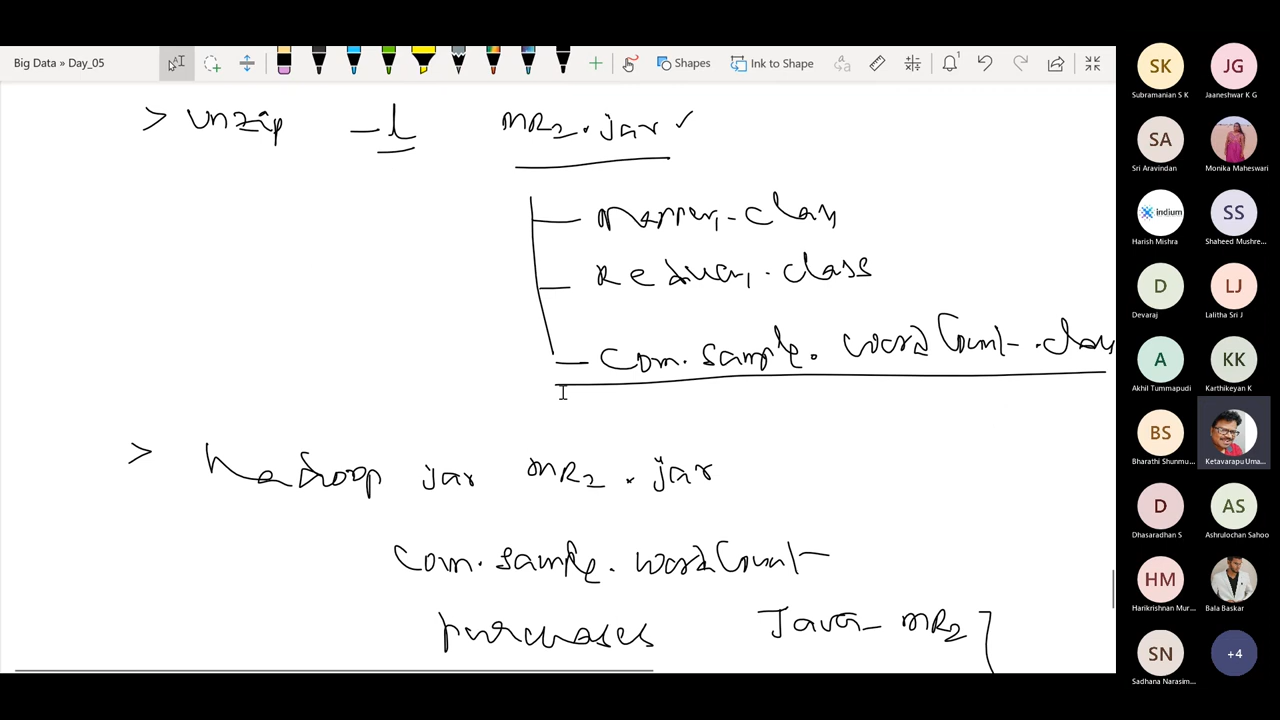 Big Data » Day_05
Shapes
Ink to Shape
> unzip -l mR2.jar ✓
mapper.class
Reducer.class
com.sample.wordCount.class
> hadoop jar mR2.jar
com.sample.wordCount
purchases Java_mR2
SK
Subramanian S K
JG
Jaaneshwar K G
SA
Sri Aravindan
Monika Maheswari
indium
Harish Mishra
SS
Shaheed Mushre...
D
Devaraj
LJ
Lalitha Sri J
A
Akhil Tummapudi
KK
Karthikeyan K
BS
Bharathi Shunmu...
Ketavarapu Uma...
D
Dhasaradhan S
AS
Ashrulochan Sahoo
HM
Harikrishnan Mur...
Bala Baskar
SN
Sadhana Narasim...
+4